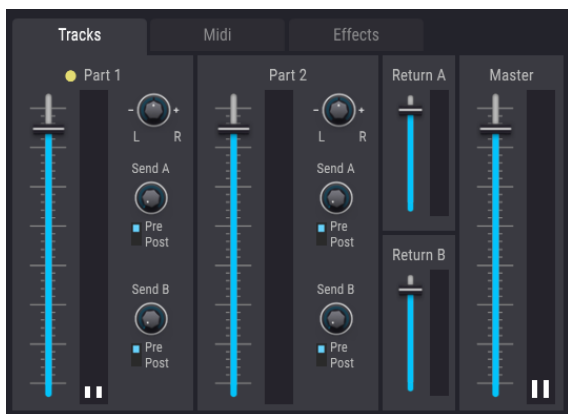 Tracks
Midi
Effects
Part 1
- +
L R
Send A
Pre
Post
Send B
Pre
Post
Part 2
- +
L R
Send A
Pre
Post
Send B
Pre
Post
Return A
Return B
Master